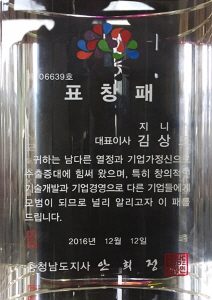 06639호
표 창 패
지 니
대표이사 김 상
귀하는 남다른 열정과 기업가정신으로
수출증대에 힘써 왔으며, 특히 창의적인
기술개발과 기업경영으로 다른 기업들에게
모범이 되므로 널리 알리고자 이 패를
드립니다.
2016년 12월 12일
충청남도지사 안 희 정